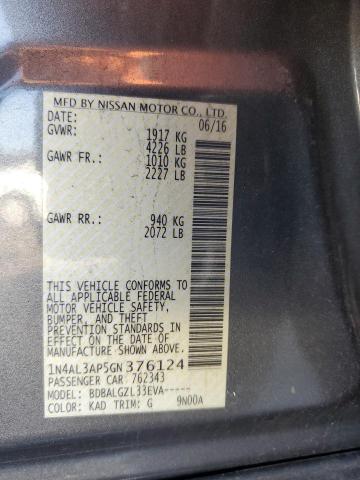 MFD BY NISSAN MOTOR CO., LTD.
DATE: 06/16
GVWR: 1917 KG
4226 LB
GAWR FR.: 1010 KG
2227 LB
GAWR RR.: 940 KG
2072 LB
THIS VEHICLE CONFORMS TO
ALL APPLICABLE FEDERAL
MOTOR VEHICLE SAFETY,
BUMPER, AND THEFT
PREVENTION STANDARDS IN
EFFECT ON THE DATE OF
MANUFACTURE SHOWN ABOVE.
1N4AL3AP5GN376124
PASSENGER CAR: 762343
MODEL: BDBALGZL33EVA-----
COLOR: KAD TRIM: G 9N00A